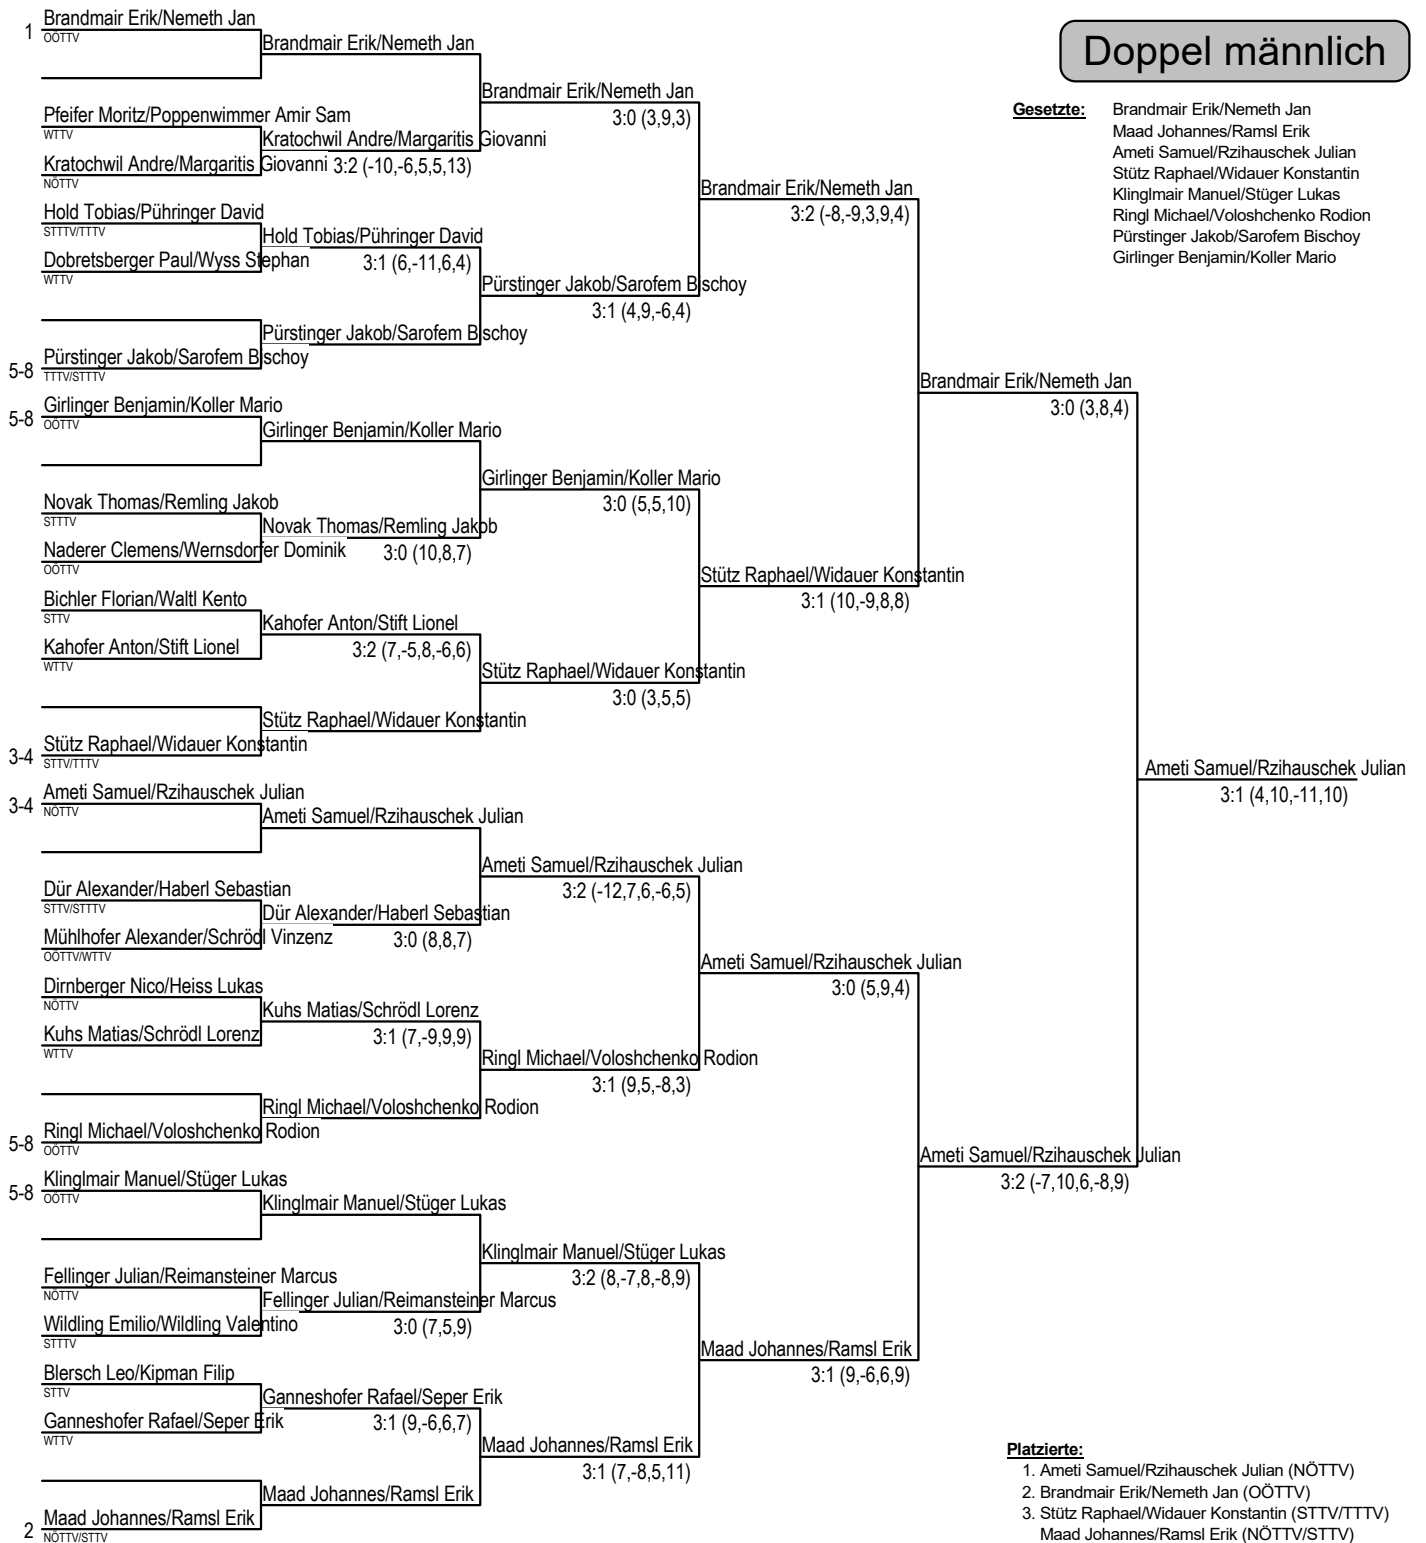 Doppel männlich
Gesetzte:
Brandmair Erik/Nemeth Jan
Maad Johannes/Ramsl Erik
Ameti Samuel/Rzihauschek Julian
Stütz Raphael/Widauer Konstantin
Klinglmair Manuel/Stüger Lukas
Ringl Michael/Voloshchenko Rodion
Pürstinger Jakob/Sarofem Bischoy
Girlinger Benjamin/Koller Mario
1 Brandmair Erik/Nemeth Jan
OÖTTV
Pfeifer Moritz/Poppenwimmer Amir Sam
WTTV
Kratochwil Andre/Margaritis Giovanni
NÖTTV
Hold Tobias/Pühringer David
STTTV/TTTV
Dobretsberger Paul/Wyss Stephan
WTTV
5-8 Pürstinger Jakob/Sarofem Bischoy
TTTV/STTTV
5-8 Girlinger Benjamin/Koller Mario
OÖTTV
Novak Thomas/Remling Jakob
STTTV
Naderer Clemens/Wernsdorfer Dominik
OÖTTV
Bichler Florian/Waltl Kento
STTV
Kahofer Anton/Stift Lionel
WTTV
3-4 Stütz Raphael/Widauer Konstantin
STTV/TTTV
3-4 Ameti Samuel/Rzihauschek Julian
NÖTTV
Dür Alexander/Haberl Sebastian
STTV/STTTV
Mühlhofer Alexander/Schrödl Vinzenz
OÖTTV/WTTV
Dirnberger Nico/Heiss Lukas
NÖTTV
Kuhs Matias/Schrödl Lorenz
WTTV
5-8 Ringl Michael/Voloshchenko Rodion
OÖTTV
5-8 Klinglmair Manuel/Stüger Lukas
OÖTTV
Fellinger Julian/Reimansteiner Marcus
NÖTTV
Wildling Emilio/Wildling Valentino
STTTV
Blersch Leo/Kipman Filip
STTV
Ganneshofer Rafael/Seper Erik
WTTV
2 Maad Johannes/Ramsl Erik
NÖTTV/STTV
Brandmair Erik/Nemeth Jan
Kratochwil Andre/Margaritis Giovanni
3:2 (-10,-6,5,5,13)
Hold Tobias/Pühringer David
3:1 (6,-11,6,4)
Pürstinger Jakob/Sarofem Bischoy
Girlinger Benjamin/Koller Mario
Novak Thomas/Remling Jakob
3:0 (10,8,7)
Kahofer Anton/Stift Lionel
3:2 (7,-5,8,-6,6)
Stütz Raphael/Widauer Konstantin
Ameti Samuel/Rzihauschek Julian
Dür Alexander/Haberl Sebastian
3:0 (8,8,7)
Kuhs Matias/Schrödl Lorenz
3:1 (7,-9,9,9)
Ringl Michael/Voloshchenko Rodion
Klinglmair Manuel/Stüger Lukas
Fellinger Julian/Reimansteiner Marcus
3:0 (7,5,9)
Ganneshofer Rafael/Seper Erik
3:1 (9,-6,6,7)
Maad Johannes/Ramsl Erik
Brandmair Erik/Nemeth Jan
3:0 (3,9,3)
Pürstinger Jakob/Sarofem Bischoy
3:1 (4,9,-6,4)
Girlinger Benjamin/Koller Mario
3:0 (5,5,10)
Stütz Raphael/Widauer Konstantin
3:0 (3,5,5)
Ameti Samuel/Rzihauschek Julian
3:2 (-12,7,6,-6,5)
Ringl Michael/Voloshchenko Rodion
3:1 (9,5,-8,3)
Klinglmair Manuel/Stüger Lukas
3:2 (8,-7,8,-8,9)
Maad Johannes/Ramsl Erik
3:1 (7,-8,5,11)
Brandmair Erik/Nemeth Jan
3:2 (-8,-9,3,9,4)
Stütz Raphael/Widauer Konstantin
3:1 (10,-9,8,8)
Ameti Samuel/Rzihauschek Julian
3:0 (5,9,4)
Maad Johannes/Ramsl Erik
3:1 (9,-6,6,9)
Brandmair Erik/Nemeth Jan
3:0 (3,8,4)
Ameti Samuel/Rzihauschek Julian
3:2 (-7,10,6,-8,9)
Ameti Samuel/Rzihauschek Julian
3:1 (4,10,-11,10)
Platzierte:
1. Ameti Samuel/Rzihauschek Julian (NÖTTV)
2. Brandmair Erik/Nemeth Jan (OÖTTV)
3. Stütz Raphael/Widauer Konstantin (STTV/TTTV)
Maad Johannes/Ramsl Erik (NÖTTV/STTV)